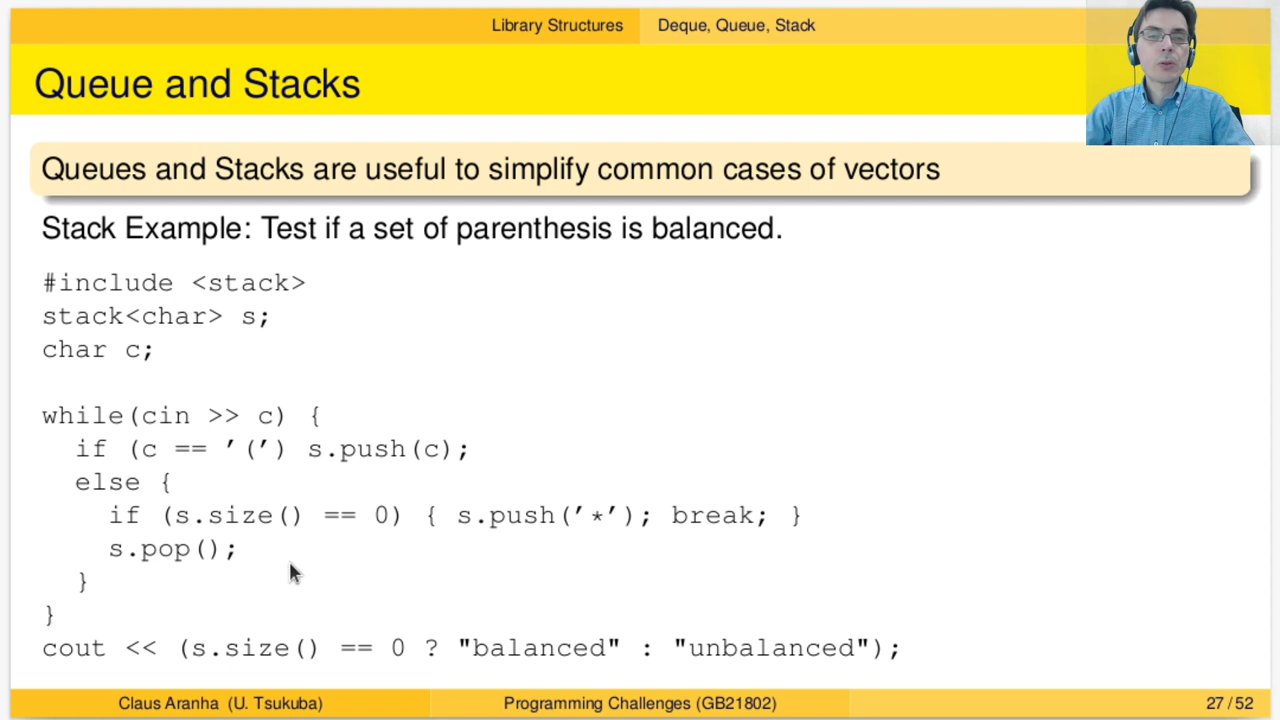 Library Structures Deque, Queue, Stack
Queue and Stacks
Queues and Stacks are useful to simplify common cases of vectors
Stack Example: Test if a set of parenthesis is balanced.
#include <stack>
stack<char> s;
char c;
while(cin >> c) {
  if (c == '(') s.push(c);
  else {
    if (s.size() == 0) { s.push('*'); break; }
    s.pop();
  }
}
cout << (s.size() == 0 ? "balanced" : "unbalanced");
Claus Aranha (U. Tsukuba) Programming Challenges (GB21802) 27 / 52